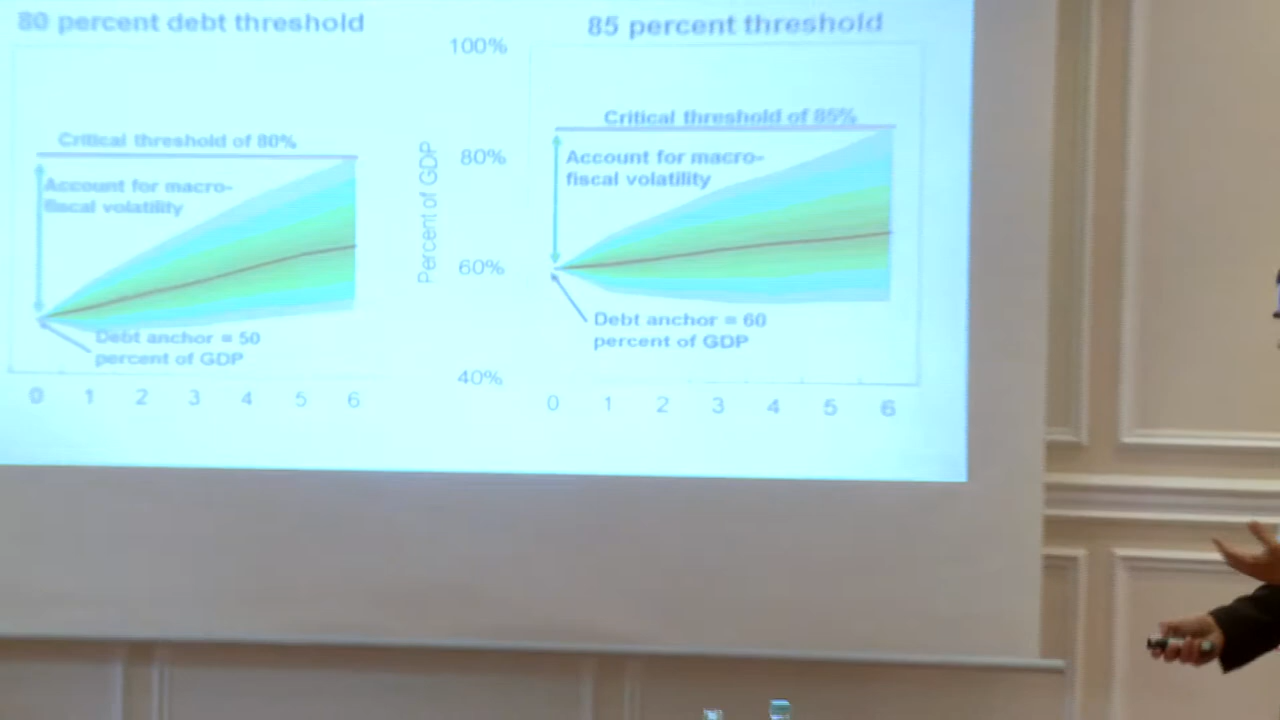 80 percent debt threshold
Critical threshold of 80%
Account for macro-
fiscal volatility
Debt anchor = 50
percent of GDP
0 1 2 3 4 5 6
85 percent threshold
100%
80%
60%
40%
Percent of GDP
Critical threshold of 85%
Account for macro-
fiscal volatility
Debt anchor = 60
percent of GDP
0 1 2 3 4 5 6